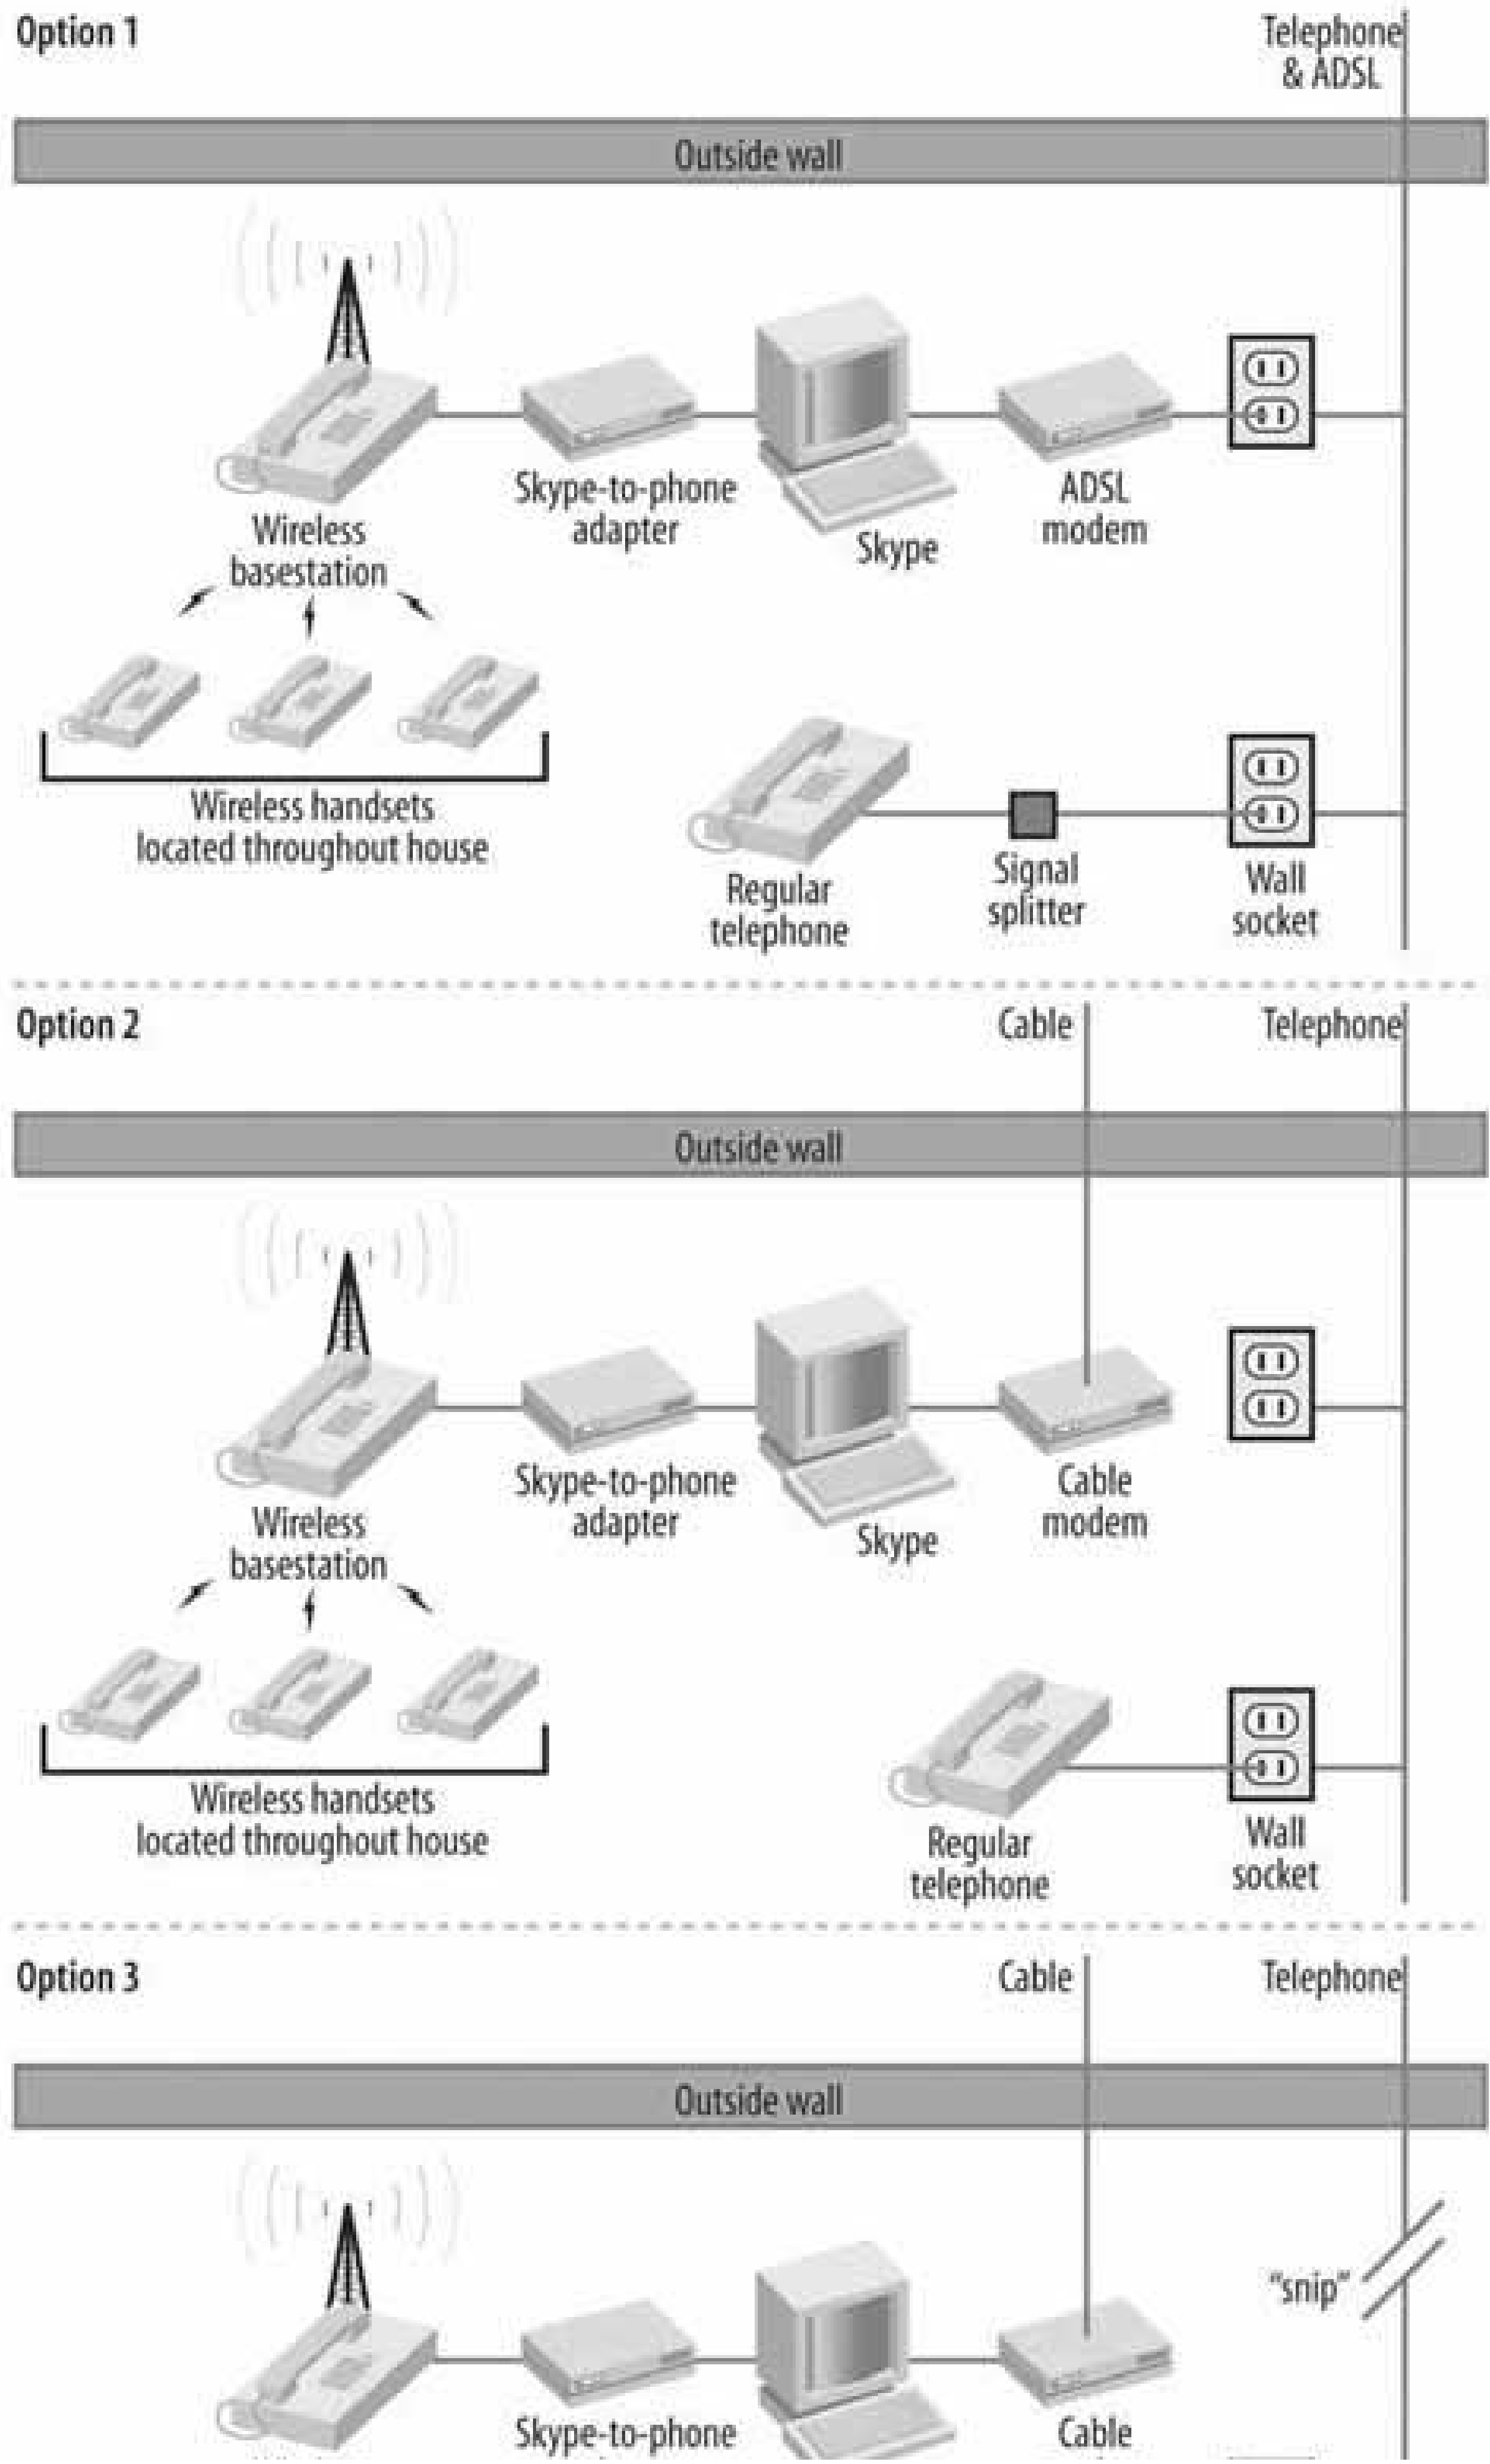 Option 1
Telephone
& ADSL
Outside wall
Skype-to-phone
adapter
ADSL
modem
Wireless
basestation
Skype
Wireless handsets
located throughout house
Regular
telephone
Signal
splitter
Wall
socket
Option 2
Cable
Telephone
Outside wall
Skype-to-phone
adapter
Cable
modem
Wireless
basestation
Skype
Wireless handsets
located throughout house
Regular
telephone
Wall
socket
Option 3
Cable
Telephone
Outside wall
"snip"
Skype-to-phone
Cable